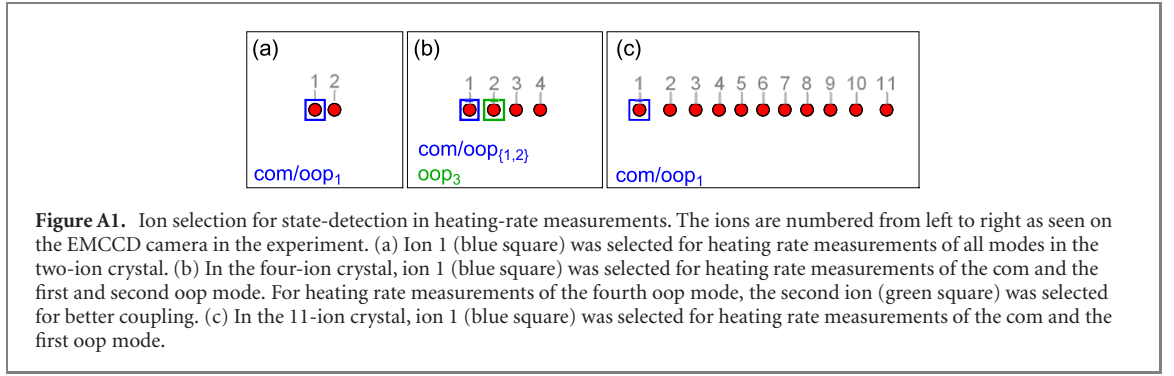 (a)
1 2
com/oop1
(b)
1 2 3 4
com/oop{1,2}
oop3
(c)
1 2 3 4 5 6 7 8 9 10 11
com/oop1
Figure A1. Ion selection for state-detection in heating-rate measurements. The ions are numbered from left to right as seen on
the EMCCD camera in the experiment. (a) Ion 1 (blue square) was selected for heating rate measurements of all modes in the
two-ion crystal. (b) In the four-ion crystal, ion 1 (blue square) was selected for heating rate measurements of the com and the
first and second oop mode. For heating rate measurements of the fourth oop mode, the second ion (green square) was selected
for better coupling. (c) In the 11-ion crystal, ion 1 (blue square) was selected for heating rate measurements of the com and the
first oop mode.